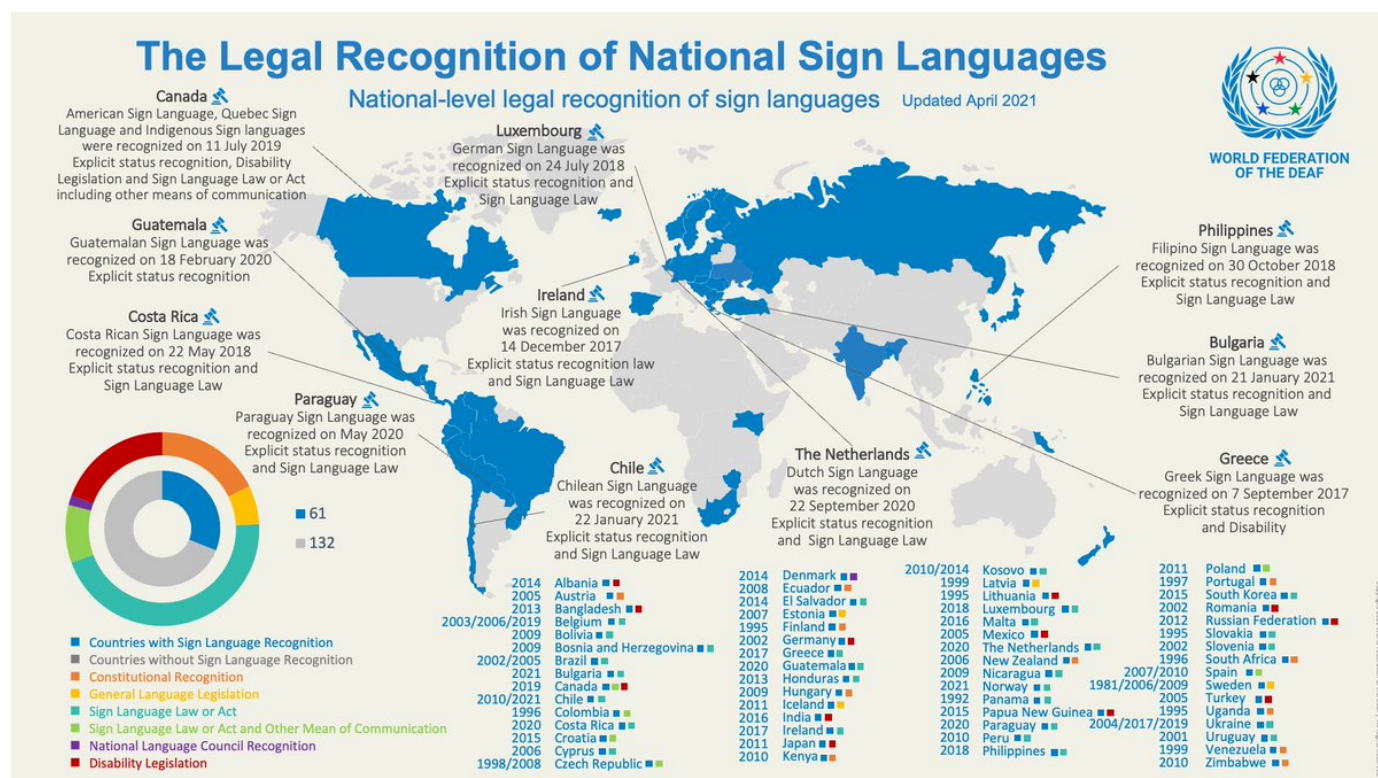 The Legal Recognition of National Sign Languages
National-level legal recognition of sign languages
Updated April 2021
WORLD FEDERATION
OF THE DEAF
Canada
American Sign Language, Quebec Sign
Language and Indigenous Sign languages
were recognized on 11 July 2019
Explicit status recognition, Disability
Legislation and Sign Language Law or Act
including other means of communication
Luxembourg
German Sign Language was
recognized on 24 July 2018
Explicit status recognition and
Sign Language Law
Guatemala
Guatemalan Sign Language was
recognized on 18 February 2020
Explicit status recognition
Philippines
Filipino Sign Language was
recognized on 30 October 2018
Explicit status recognition and
Sign Language Law
Costa Rica
Costa Rican Sign Language was
recognized on 22 May 2018
Explicit status recognition and
Sign Language Law
Ireland
Irish Sign Language
was recognized on
14 December 2017
Explicit status recognition law
and Sign Language Law
Bulgaria
Bulgarian Sign Language was
recognized on 21 January 2021
Explicit status recognition and
Sign Language Law
Paraguay
Paraguay Sign Language was
recognized on May 2020
Explicit status recognition
and Sign Language Law
Chile
Chilean Sign Language
was recognized on
22 January 2021
Explicit status recognition
and Sign Language Law
The Netherlands
Dutch Sign Language
was recognized on
22 September 2020
Explicit status recognition
and Sign Language Law
Greece
Greek Sign Language was
recognized on 7 September 2017
Explicit status recognition
and Disability
61
132
Countries with Sign Language Recognition
Countries without Sign Language Recognition
Constitutional Recognition
General Language Legislation
Sign Language Law or Act
Sign Language Law or Act and Other Mean of Communication
National Language Council Recognition
Disability Legislation
2014 Albania
2005 Austria
2013 Bangladesh
2003/2006/2019 Belgium
2009 Bolivia
2009 Bosnia and Herzegovina
2002/2005 Brazil
2021 Bulgaria
2019 Canada
2010/2021 Chile
1996 Colombia
2020 Costa Rica
2015 Croatia
2006 Cyprus
1998/2008 Czech Republic
2014 Denmark
2008 Ecuador
2014 El Salvador
2007 Estonia
1995 Finland
2002 Germany
2017 Greece
2020 Guatemala
2013 Honduras
2009 Hungary
2011 Iceland
2016 India
2017 Ireland
2011 Japan
2010 Kenya
2010/2014 Kosovo
1999 Latvia
1995 Lithuania
2018 Luxembourg
2016 Malta
2005 Mexico
2020 The Netherlands
2006 New Zealand
2009 Nicaragua
2021 Norway
1992 Panama
2015 Papua New Guinea
2020 Paraguay
2010 Peru
2018 Philippines
2011 Poland
1997 Portugal
2015 South Korea
2002 Romania
2012 Russian Federation
1995 Slovakia
2002 Slovenia
1996 South Africa
2007/2010 Spain
1981/2006/2009 Sweden
2005 Turkey
1995 Uganda
2004/2017/2019 Ukraine
2001 Uruguay
1999 Venezuela
2010 Zimbabwe